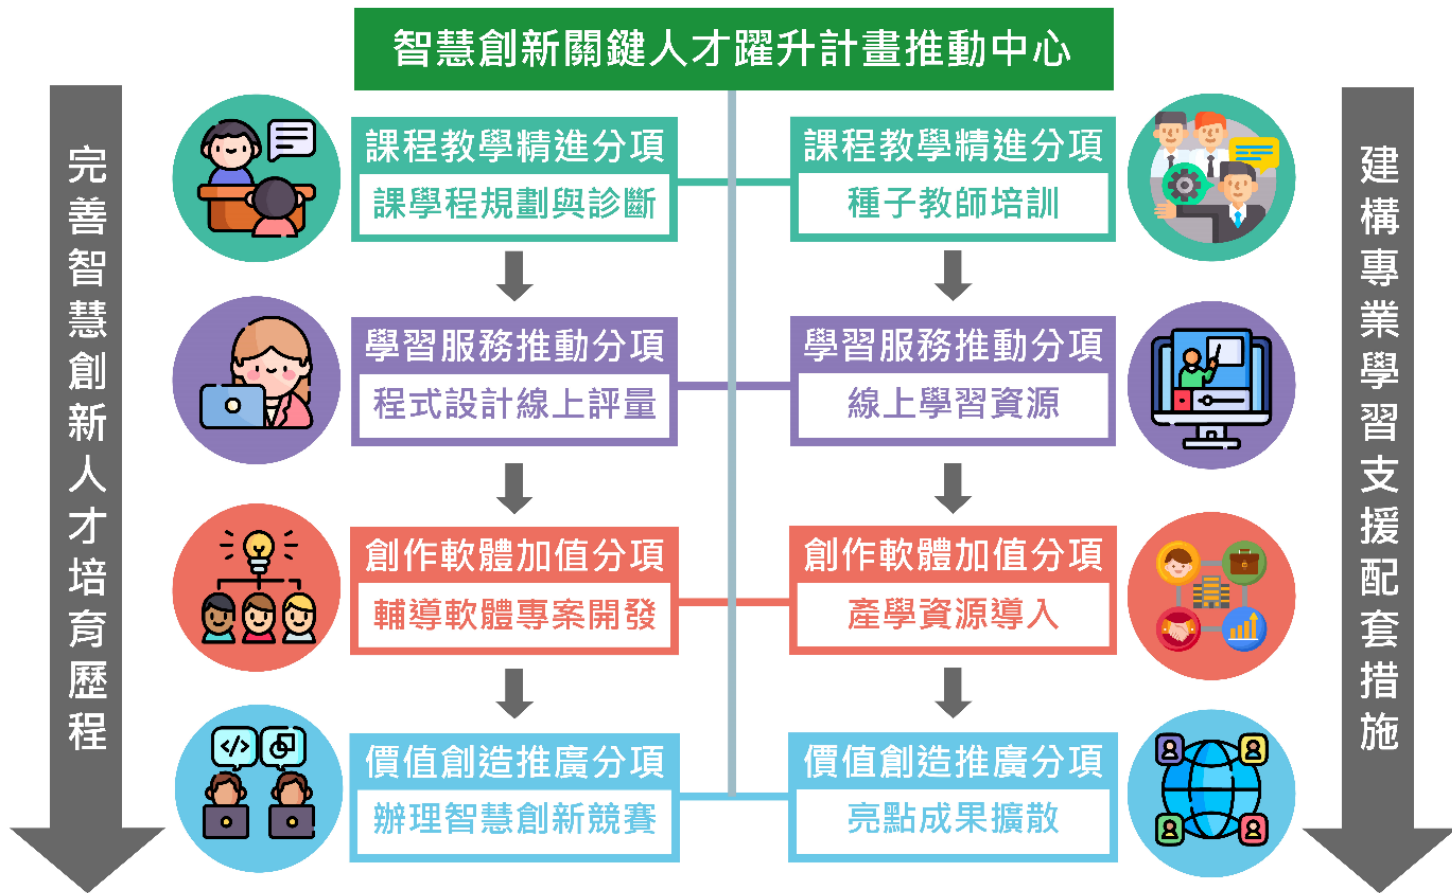 智慧創新關鍵人才躍升計畫推動中心
完善智慧創新人才培育歷程
課程教學精進分項
課學程規劃與診斷
學習服務推動分項
程式設計線上評量
創作軟體加值分項
輔導軟體專案開發
價值創造推廣分項
辦理智慧創新競賽
課程教學精進分項
種子教師培訓
學習服務推動分項
線上學習資源
創作軟體加值分項
產學資源導入
價值創造推廣分項
亮點成果擴散
建構專業學習支援配套措施